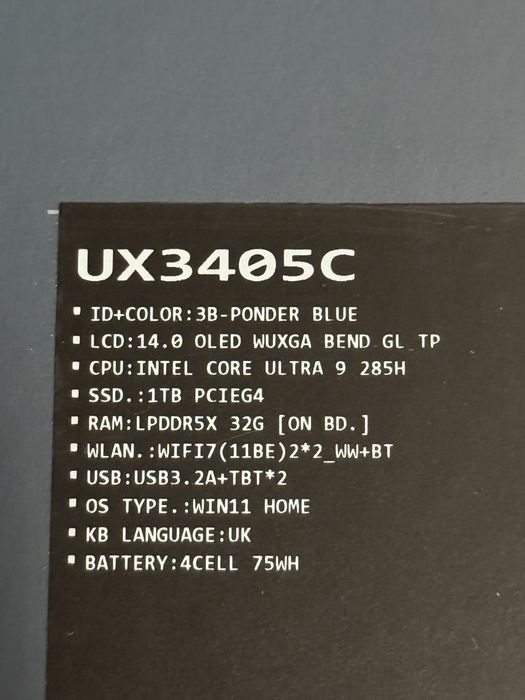 UX3405C
▪ ID+COLOR:3B-PONDER BLUE
▪ LCD:14.0 OLED WUXGA BEND GL TP
▪ CPU:INTEL CORE ULTRA 9 285H
▪ SSD.:1TB PCIEG4
▪ RAM:LPDDR5X 32G [ON BD.]
▪ WLAN.:WIFI7(11BE)2*2_WW+BT
▪ USB:USB3.2A+TBT*2
▪ OS TYPE.:WIN11 HOME
▪ KB LANGUAGE:UK
▪ BATTERY:4CELL 75WH